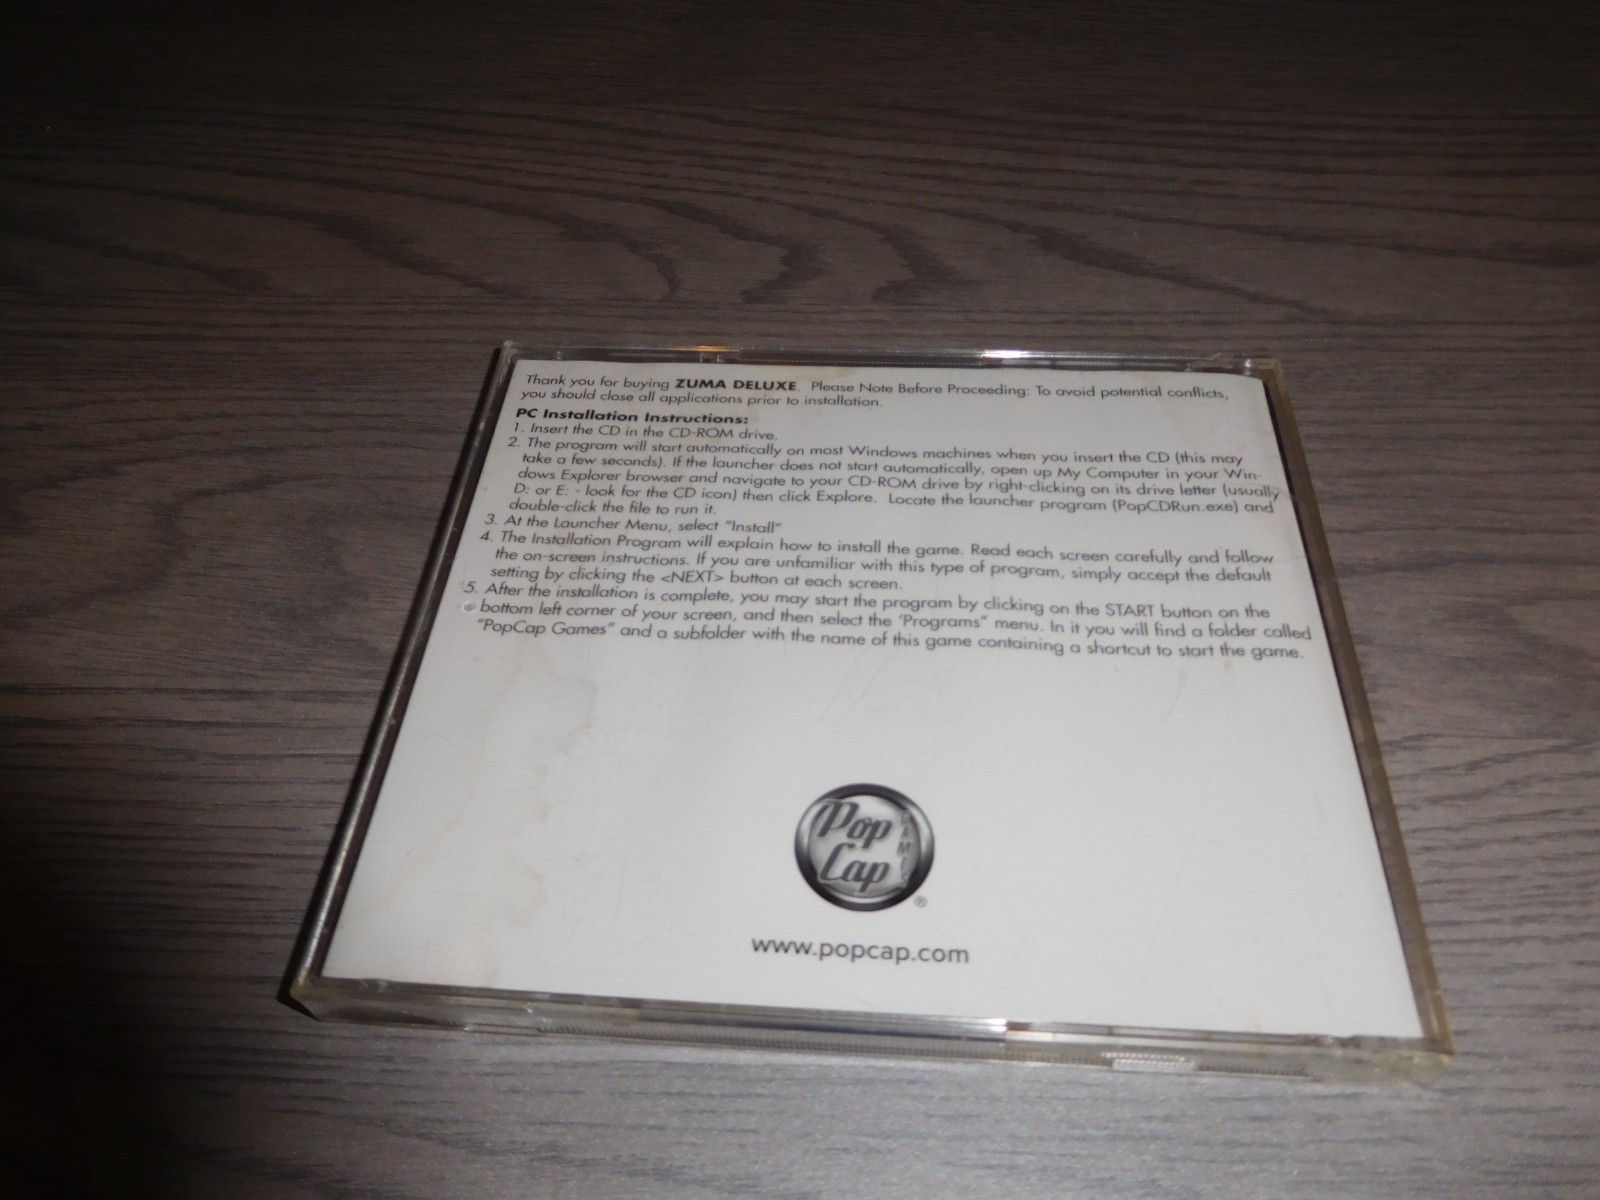 Thank you for buying ZUMA DELUXE. Please Note Before Proceeding: To avoid potential conflicts,
you should close all applications prior to installation.
PC Installation Instructions:
1. Insert the CD in the CD-ROM drive.
2. The program will start automatically on most Windows machines when you insert the CD (this may
take a few seconds). If the launcher does not start automatically, open up My Computer in your Win-
dows Explorer browser and navigate to your CD-ROM drive by right-clicking on its drive letter (usually
D: or E: - look for the CD icon) then click Explore. Locate the launcher program (PopCDRun.exe) and
double-click the file to run it.
3. At the Launcher Menu, select "Install"
4. The Installation Program will explain how to install the game. Read each screen carefully and follow
the on-screen instructions. If you are unfamiliar with this type of program, simply accept the default
setting by clicking the <NEXT> button at each screen.
5. After the installation is complete, you may start the program by clicking on the START button on the
bottom left corner of your screen, and then select the 'Programs" menu. In it you will find a folder called
"PopCap Games" and a subfolder with the name of this game containing a shortcut to start the game.
Pop
Cap
GAMES
®
www.popcap.com